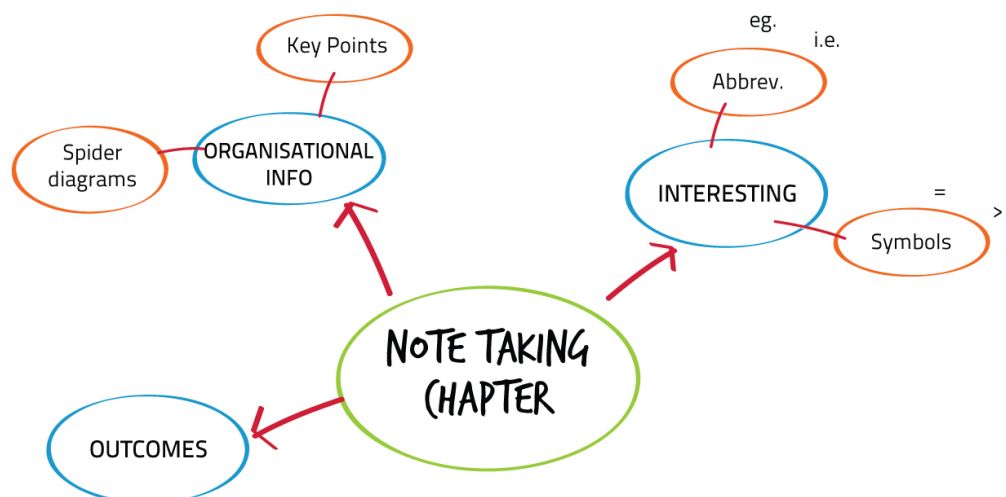 Key Points
Spider
diagrams
ORGANISATIONAL
INFO
eg.
i.e.
Abbrev.
INTERESTING
=
>
Symbols
NOTE TAKING
CHAPTER
OUTCOMES